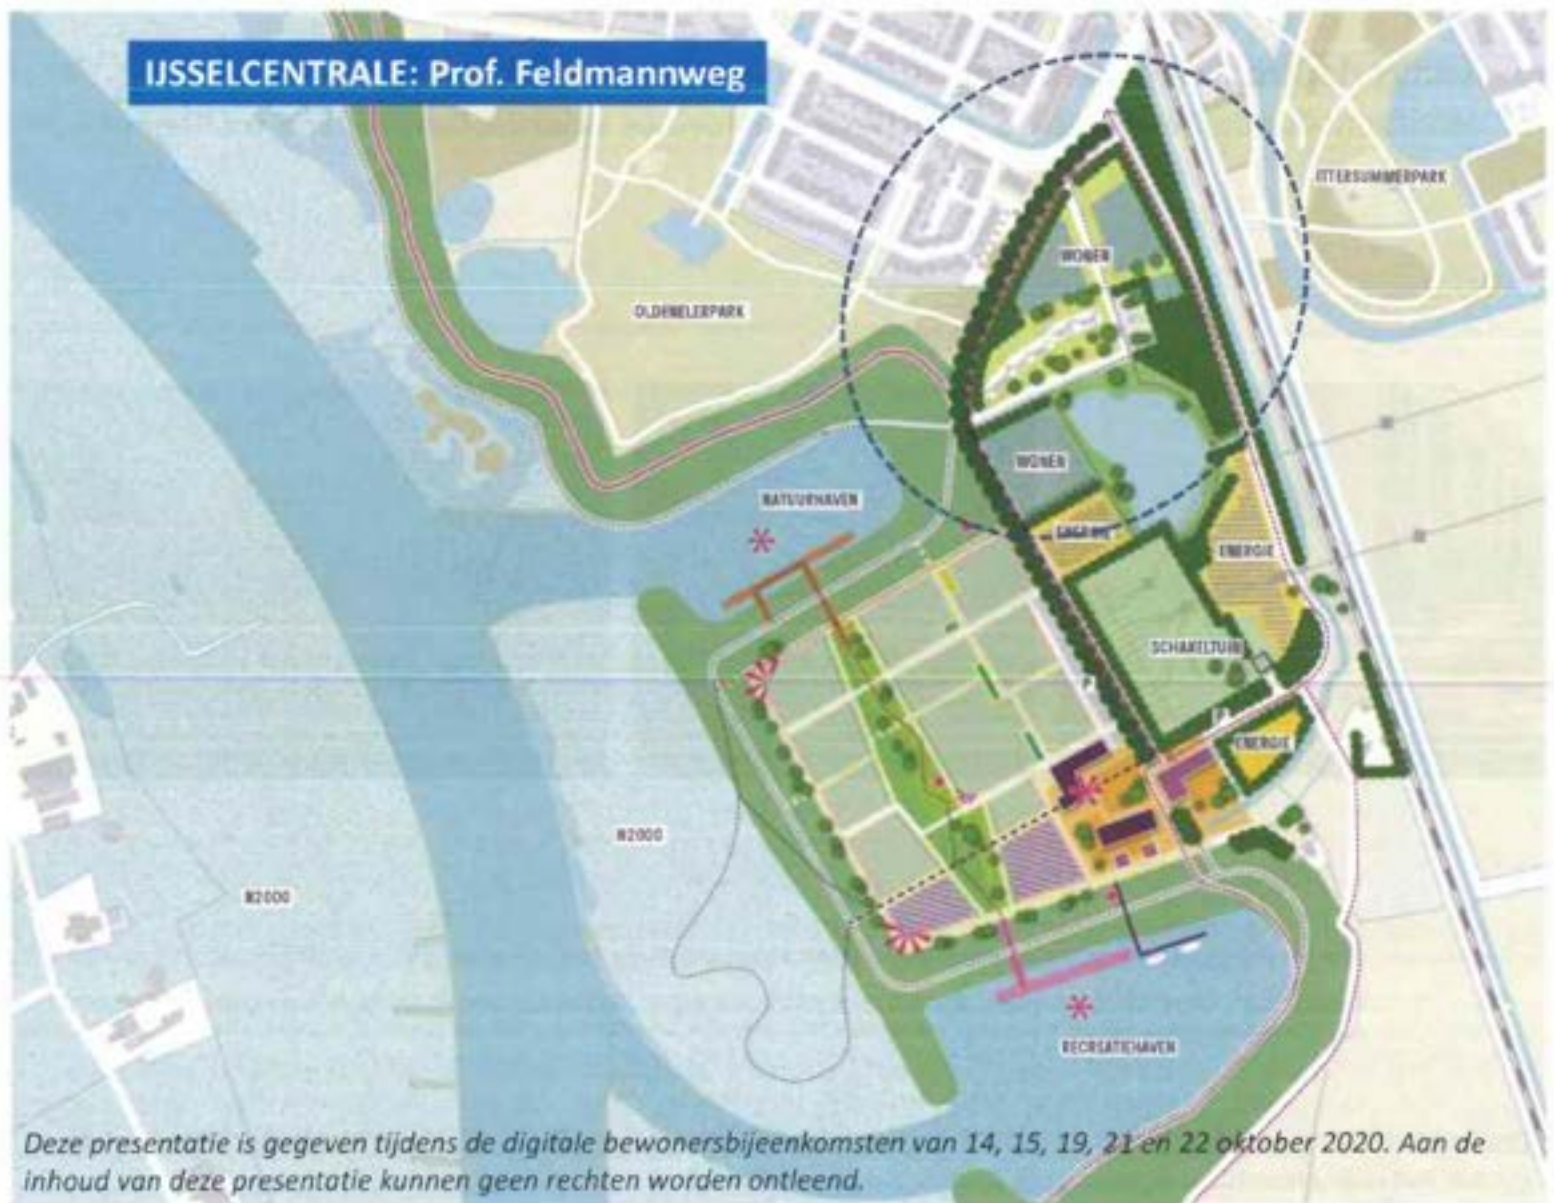 IJSSELCENTRALE: Prof. Feldmannweg
ITTERSUMMERPARK
WONEN
OLDENELERPARK
WONEN
NATUURHAVEN
ENERGIE
ENERGIE
SCHAKELTUIN
ENERGIE
N2000
N2000
RECREATIEHAVEN
Deze presentatie is gegeven tijdens de digitale bewonersbijeenkomsten van 14, 15, 19, 21 en 22 oktober 2020. Aan de
inhoud van deze presentatie kunnen geen rechten worden ontleend.